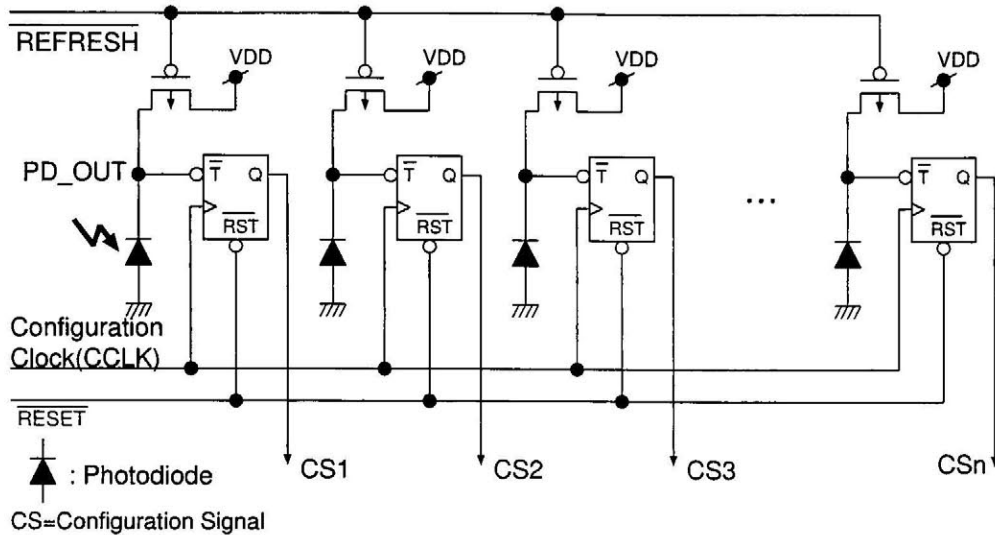 REFRESH
VDD VDD VDD VDD
PD_OUT
T Q T Q T Q T Q
RST RST RST RST
...
Configuration
Clock(CCLK)
RESET
CS1 CS2 CS3 CSn
: Photodiode
CS=Configuration Signal